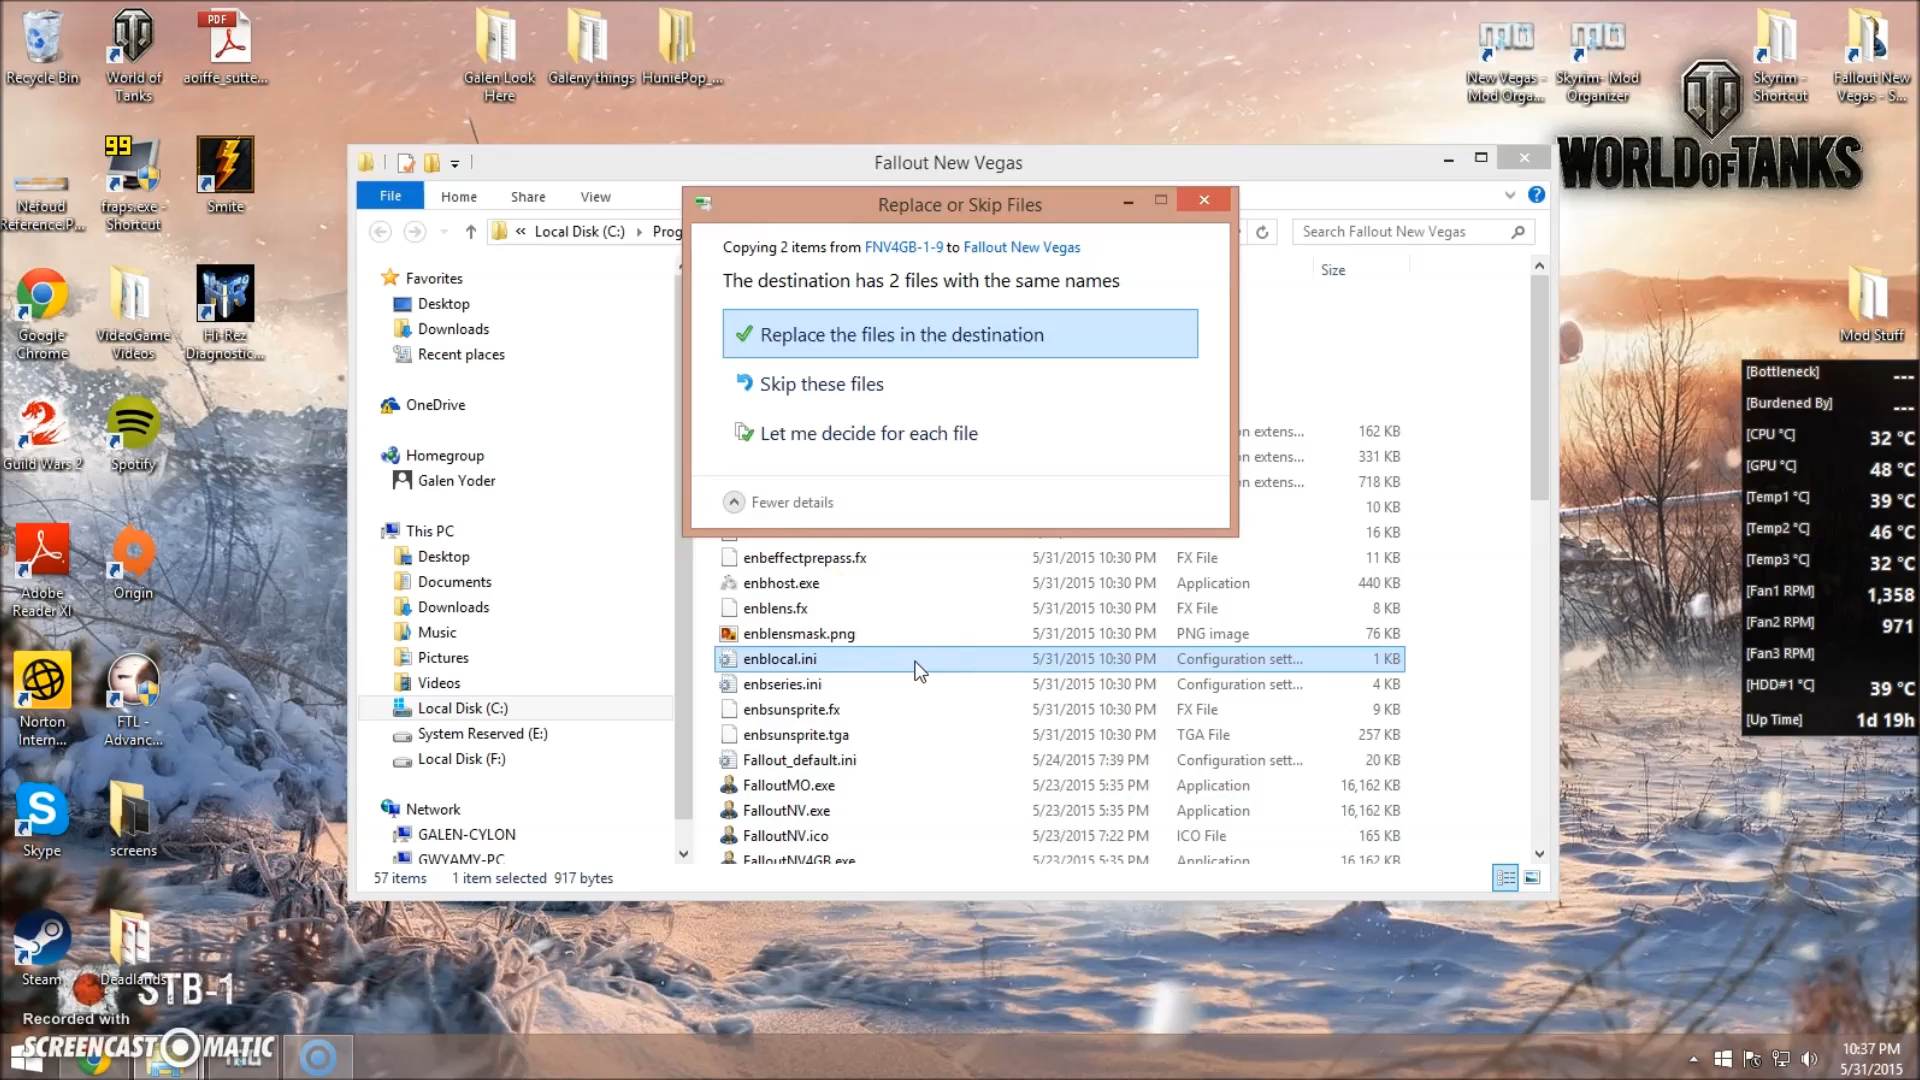 Recycle Bin
World of
Tanks
PDF
aoiffe_sutte...
Galen Look
Here
Galeny things
HuniePop_...
New Vegas -
Mod Orga...
Skyrim- Mod
Organizer
Skyrim -
Shortcut
Fallout New
Vegas - S...
WORLD OF TANKS
Nefoud
Reference.P...
99
fraps.exe -
Shortcut
Smite
Google
Chrome
VideoGame
Videos
Hi-Rez
Diagnostic...
Guild Wars 2
Spotify
Adobe
Reader XI
Origin
Norton
Intern...
FTL -
Advanc...
Skype
screens
Steam
Deadlands
STB-1
Recorded with
SCREENCAST MATIC
Mod Stuff
Fallout New Vegas
File
Home
Share
View
« Local Disk (C:) Prog
Search Fallout New Vegas
Size
Favorites
Desktop
Downloads
Recent places
OneDrive
Homegroup
Galen Yoder
This PC
Desktop
Documents
Downloads
Music
Pictures
Videos
Local Disk (C:)
System Reserved (E:)
Local Disk (F:)
Network
GALEN-CYLON
GWYAMY-PC
Replace or Skip Files
Copying 2 items from FNV4GB-1-9 to Fallout New Vegas
The destination has 2 files with the same names
Replace the files in the destination
Skip these files
Let me decide for each file
Fewer details
on extens... 162 KB
on extens... 331 KB
on extens... 718 KB
10 KB
16 KB
enbeffectprepass.fx 5/31/2015 10:30 PM FX File 11 KB
enbhost.exe 5/31/2015 10:30 PM Application 440 KB
enblens.fx 5/31/2015 10:30 PM FX File 8 KB
enblensmask.png 5/31/2015 10:30 PM PNG image 76 KB
enblocal.ini 5/31/2015 10:30 PM Configuration sett... 1 KB
enbseries.ini 5/31/2015 10:30 PM Configuration sett... 4 KB
enbsunsprite.fx 5/31/2015 10:30 PM FX File 9 KB
enbsunsprite.tga 5/31/2015 10:30 PM TGA File 257 KB
Fallout_default.ini 5/24/2015 7:39 PM Configuration sett... 20 KB
FalloutMO.exe 5/23/2015 5:35 PM Application 16,162 KB
FalloutNV.exe 5/23/2015 5:35 PM Application 16,162 KB
FalloutNV.ico 5/23/2015 7:22 PM ICO File 165 KB
FalloutNV4GB.exe 5/23/2015 5:35 PM Application 16,162 KB
57 items 1 item selected 917 bytes
[Bottleneck] ---
[Burdened By] ---
[CPU °C] 32 °C
[GPU °C] 48 °C
[Temp1 °C] 39 °C
[Temp2 °C] 46 °C
[Temp3 °C] 32 °C
[Fan1 RPM] 1,358
[Fan2 RPM] 971
[Fan3 RPM]
[HDD#1 °C] 39 °C
[Up Time] 1d 19h
10:37 PM
5/31/2015